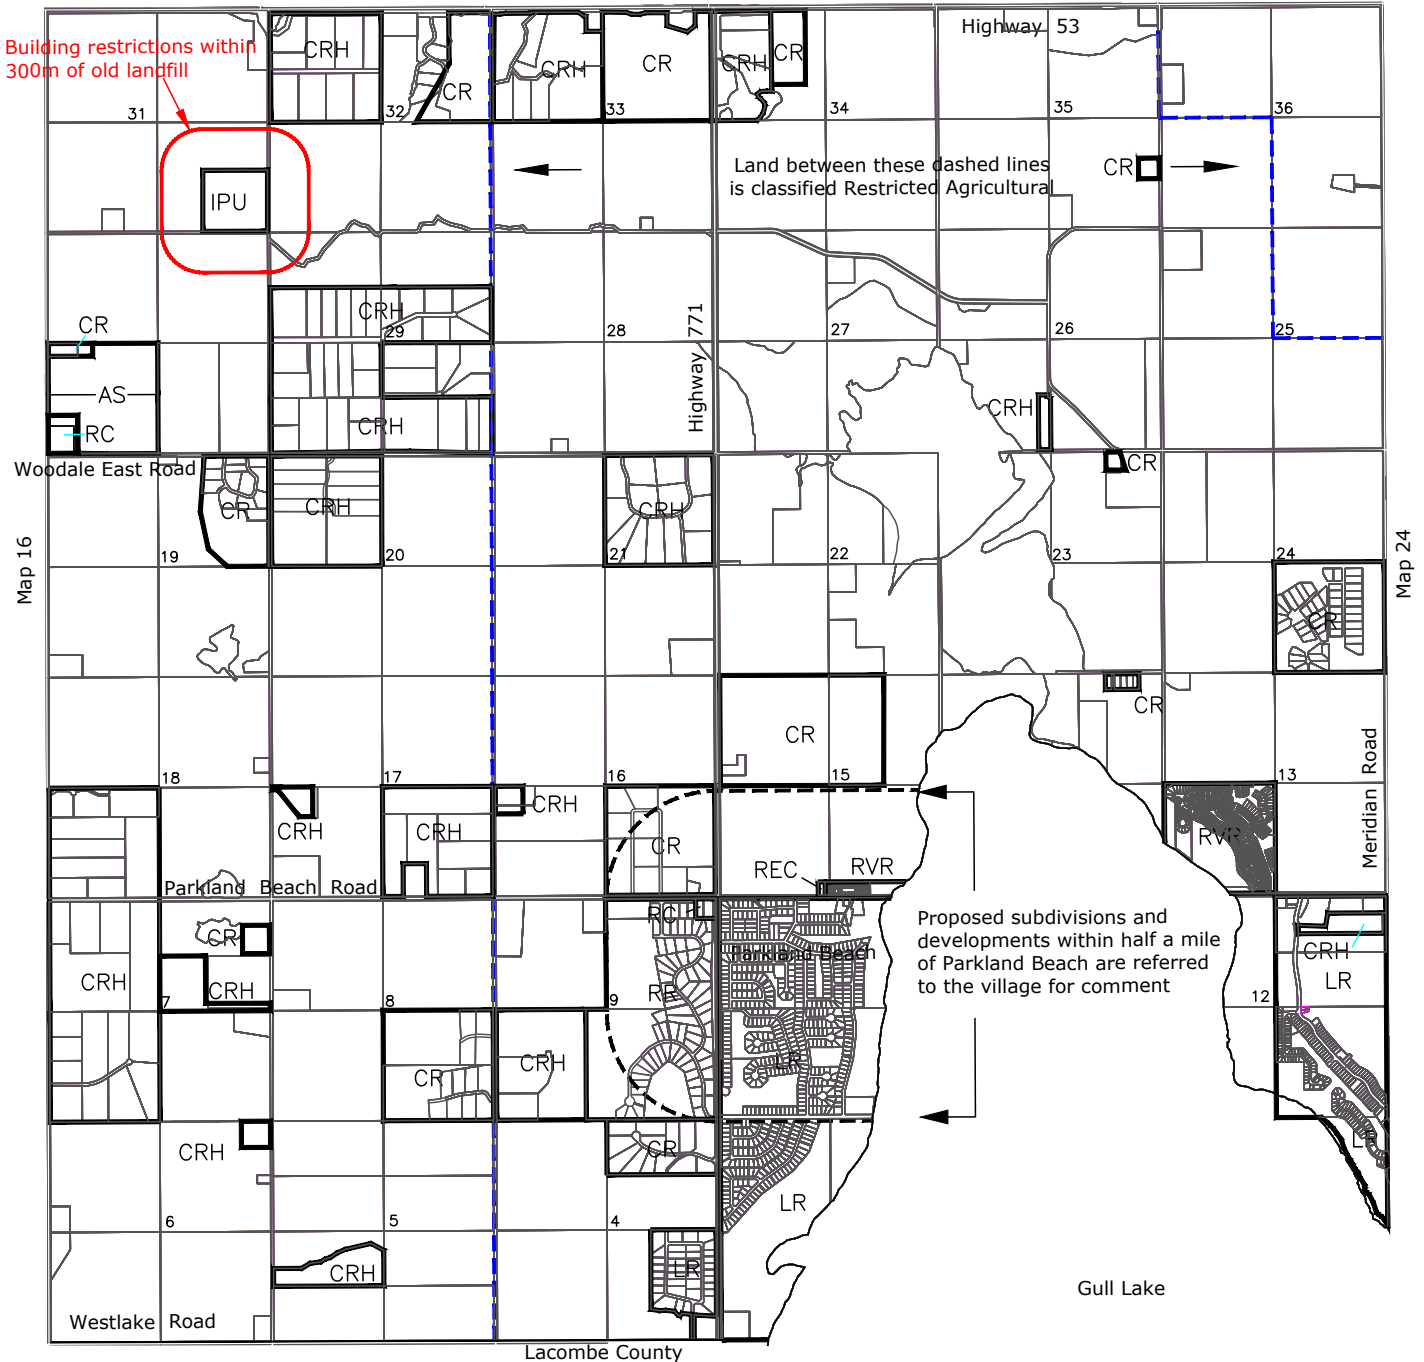 Highway 53
Building restrictions within
300m of old landfill
CRH
CR
CRH
CR
CRH
CR
31
32
33
34
35
36
Land between these dashed lines
is classified Restricted Agricultural
CR
IPU
CRH
CR
29
28
Highway 771
27
26
25
AS
RC
CRH
CRH
Woodale East Road
CR
CR
CRH
CRH
19
20
21
22
23
24
Map 16
Map 24
CR
CR
CR
18
17
16
15
13
Meridian Road
CRH
CRH
CRH
CR
REC
RVR
RVR
Parkland Beach Road
RC
CR
Parkland Beach
Proposed subdivisions and
developments within half a mile
of Parkland Beach are referred
to the village for comment
CRH
CRH
CRH
LR
7
8
9
RR
12
CR
CRH
LR
CRH
CR
LR
LR
6
5
4
CRH
LR
Gull Lake
Westlake Road
Lacombe County